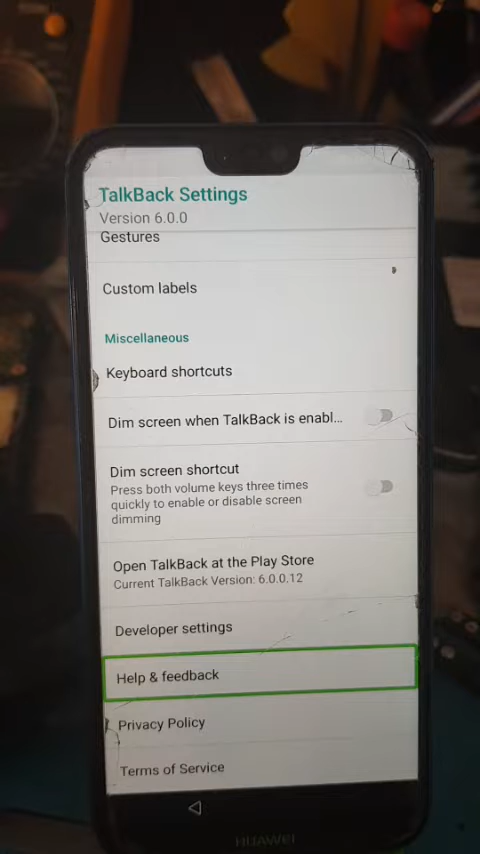 TalkBack Settings
Version 6.0.0
Gestures
Custom labels
Miscellaneous
Keyboard shortcuts
Dim screen when TalkBack is enabl...
Dim screen shortcut
Press both volume keys three times
quickly to enable or disable screen
dimming
Open TalkBack at the Play Store
Current TalkBack Version: 6.0.0.12
Developer settings
Help & feedback
Privacy Policy
Terms of Service
HUAWEI